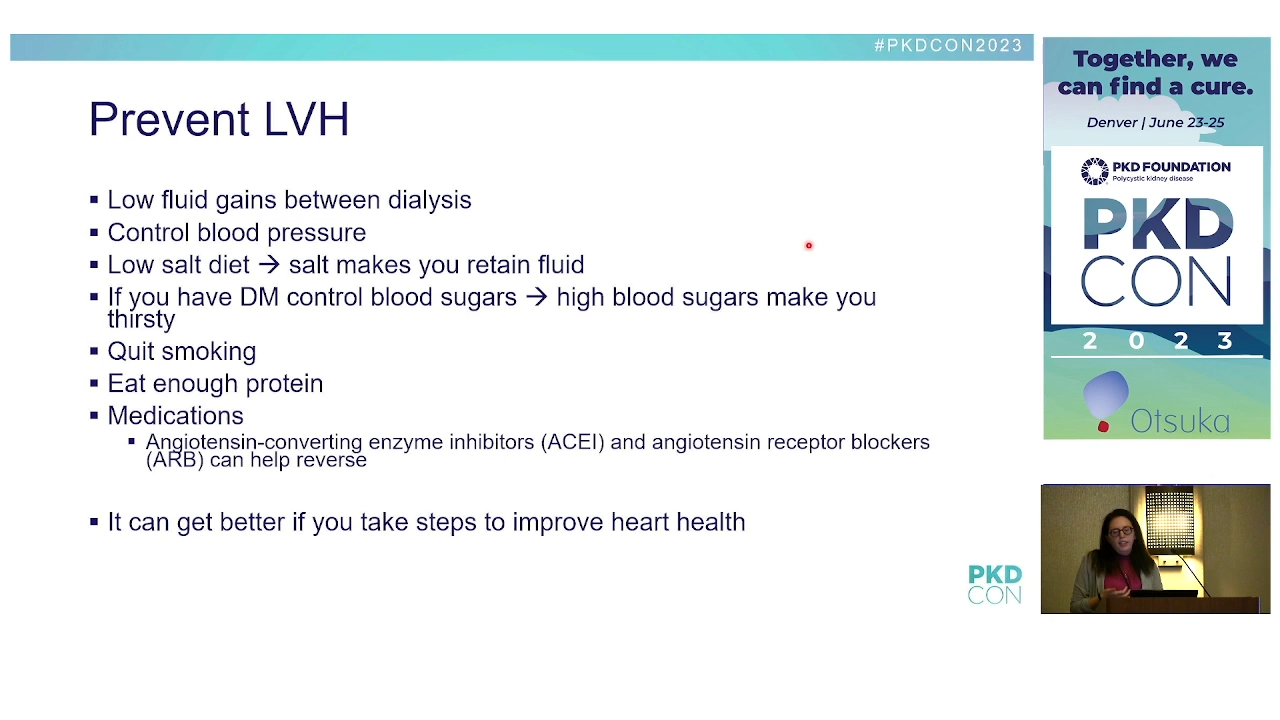 #PKDCON2023
Prevent LVH
▪ Low fluid gains between dialysis
▪ Control blood pressure
▪ Low salt diet → salt makes you retain fluid
▪ If you have DM control blood sugars → high blood sugars make you
thirsty
▪ Quit smoking
▪ Eat enough protein
▪ Medications
▪ Angiotensin-converting enzyme inhibitors (ACEI) and angiotensin receptor blockers
(ARB) can help reverse
▪ It can get better if you take steps to improve heart health
PKD
CON
Together, we
can find a cure.
Denver | June 23-25
PKD FOUNDATION
Polycystic kidney disease
PKD
CON
2 0 2 3
Otsuka